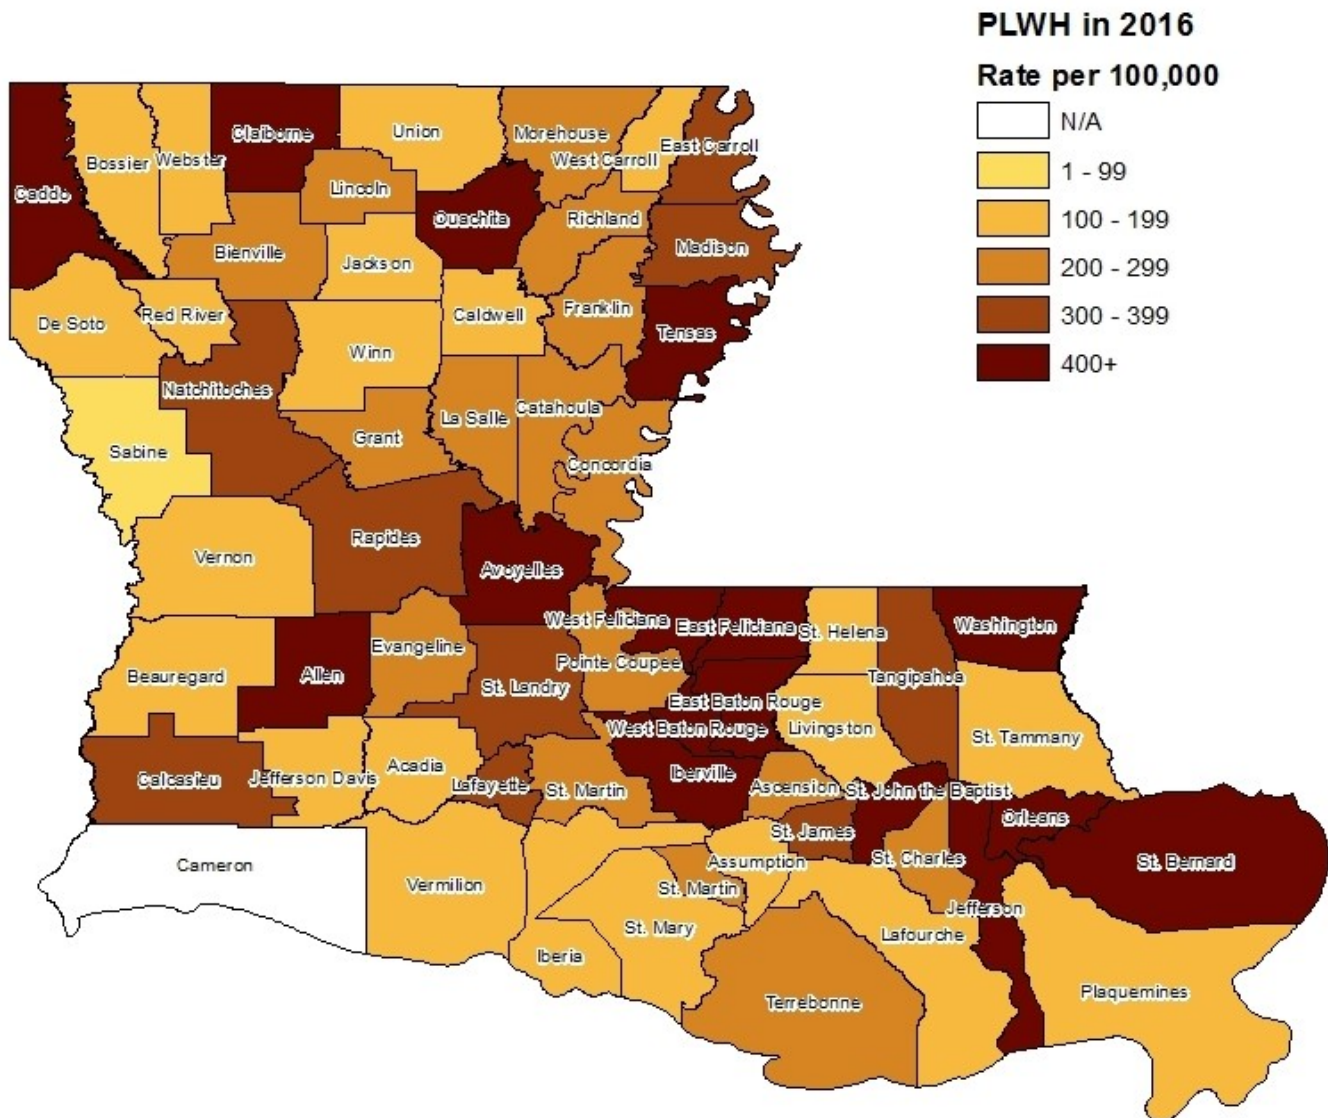 PLWH in 2016
Rate per 100,000
N/A
1 - 99
100 - 199
200 - 299
300 - 399
400+
Caddo
Bossier
Webster
Claiborne
Union
Morehouse
West Carroll
East Carroll
Lincoln
Ouachita
Richland
Madison
Bienville
Jackson
De Soto
Red River
Caldwell
Franklin
Tensas
Winn
Natchitoches
La Salle
Catahoula
Grant
Sabine
Concordia
Vernon
Rapides
Avoyelles
West Feliciana
East Feliciana
St. Helena
Washington
Beauregard
Allen
Evangeline
Pointe Coupee
Tangipahoa
St. Landry
East Baton Rouge
West Baton Rouge
Livingston
St. Tammany
Calcasieu
Jefferson Davis
Acadia
Lafayette
St. Martin
Iberville
Ascension
St. John the Baptist
Orleans
St. James
Cameron
Vermilion
Assumption
St. Charles
St. Bernard
St. Martin
Jefferson
St. Mary
Lafourche
Iberia
Terrebonne
Plaquemines